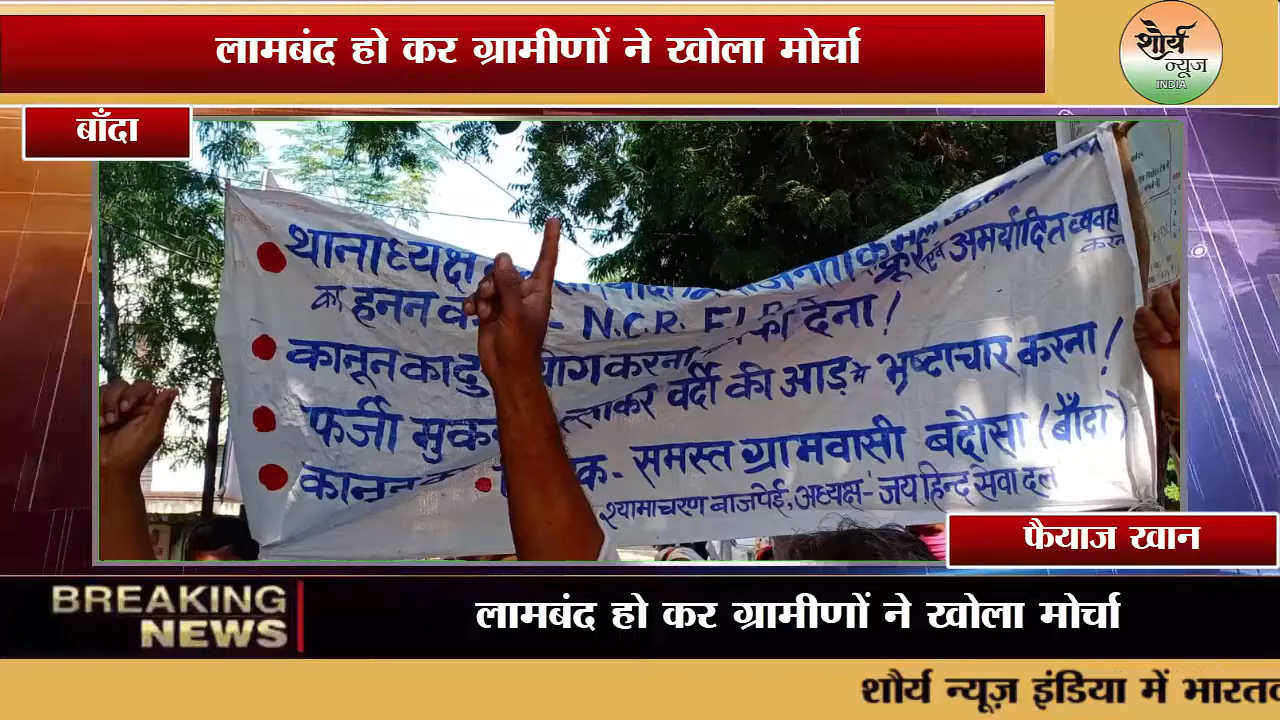 लामबंद हो कर ग्रामीणों ने खोला मोर्चा
शौर्य
न्यूज
INDIA
बाँदा
थानाध्यक्ष
क्रूर एवं अमर्यादित व्यवहार
करना
का हनन
N.C.R.
देना!
कानून का
करना
फर्जी
वर्दी की आड़ मे भ्रष्टाचार करना!
कानून
समस्त ग्रामवासी बदौसा (बाँदा)
श्यामाचरण बाजपेई, अध्यक्ष- जय हिन्द सेवा दल
फैयाज खान
BREAKING
NEWS
लामबंद हो कर ग्रामीणों ने खोला मोर्चा
शौर्य न्यूज़ इंडिया में